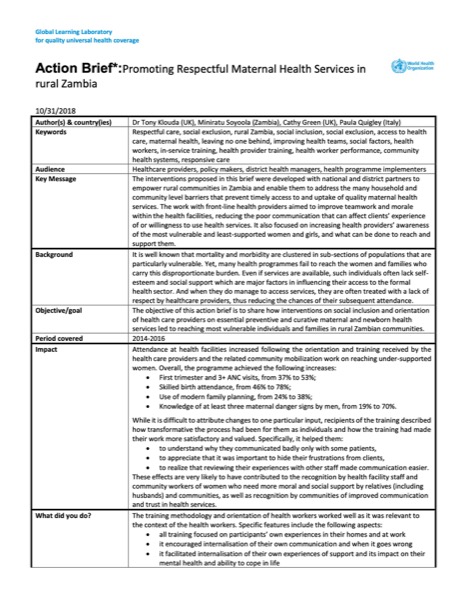 Global Learning Laboratory
for quality universal health coverage
Action Brief*:Promoting Respectful Maternal Health Services in
rural Zambia
World Health
Organization
10/31/2018
Author(s) & country(ies) Dr Tony Klouda (UK), Miniratu Soyoola (Zambia), Cathy Green (UK), Paula Quigley (Italy)
Keywords Respectful care, social exclusion, rural Zambia, social inclusion, social exclusion, access to health
care, maternal health, leaving no one behind, improving health teams, social factors, health
workers, in-service training, health provider training, health worker performance, community
health systems, responsive care
Audience Healthcare providers, policy makers, district health managers, health programme implementers
Key Message The interventions proposed in this brief were developed with national and district partners to
empower rural communities in Zambia and enable them to address the many household and
community level barriers that prevent timely access to and uptake of quality maternal health
services. The work with front-line health providers aimed to improve teamwork and morale
within the health facilities, reducing the poor communication that can affect clients' experience
of or willingness to use health services. It also focused on increasing health providers' awareness
of the most vulnerable and least-supported women and girls, and what can be done to reach and
support them.
Background It is well known that mortality and morbidity are clustered in sub-sections of populations that are
particularly vulnerable. Yet, many health programmes fail to reach the women and families who
carry this disproportionate burden. Even if services are available, such individuals often lack self-
esteem and social support which are major factors in influencing their access to the formal
health sector. And when they do manage to access services, they are often treated with a lack of
respect by healthcare providers, thus reducing the chances of their subsequent attendance.
Objective/goal The objective of this action brief is to share how interventions on social inclusion and orientation
of health care providers on essential preventive and curative maternal and newborn health
services led to reaching most vulnerable individuals and families in rural Zambian communities.
Period covered 2014-2016
Impact Attendance at health facilities increased following the orientation and training received by the
health care providers and the related community mobilization work on reaching under-supported
women. Overall, the programme achieved the following increases:
• First trimester and 3+ ANC visits, from 37% to 53%;
• Skilled birth attendance, from 46% to 78%;
• Use of modern family planning, from 24% to 38%;
• Knowledge of at least three maternal danger signs by men, from 19% to 70%.
While it is difficult to attribute changes to one particular input, recipients of the training described
how transformative the process had been for them as individuals and how the training had made
their work more satisfactory and valued. Specifically, it helped them:
• to understand why they communicated badly only with some patients,
• to appreciate that it was important to hide their frustrations from clients,
• to realize that reviewing their experiences with other staff made communication easier.
These effects are very likely to have contributed to the recognition by health facility staff and
community workers of women who need more moral and social support by relatives (including
husbands) and communities, as well as recognition by communities of improved communication
and trust in health services.
What did you do? The training methodology and orientation of health workers worked well as it was relevant to
the context of the health workers. Specific features include the following aspects:
• all training focused on participants' own experiences in their homes and at work
• it encouraged internalisation of their own communication and when it goes wrong
• it facilitated internalisation of their own experiences of support and its impact on their
mental health and ability to cope in life